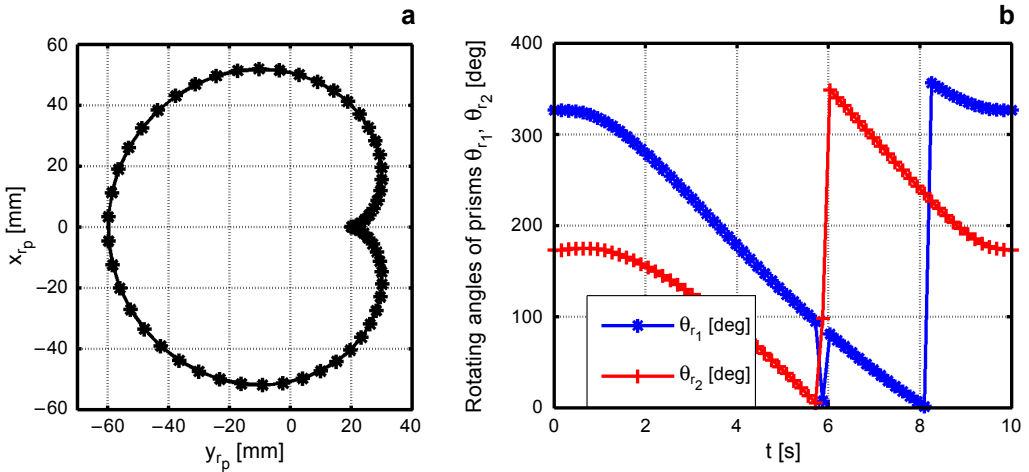 a
60
40
20
0
−20
−40
−60
x_{r_p} [mm]
−60 −40 −20 0 20 40
y_{r_p} [mm]
b
400
300
200
100
0
Rotating angles of prisms θ_{r_1}, θ_{r_2} [deg]
θ_{r_1} [deg]
θ_{r_2} [deg]
0 2 4 6 8 10
t [s]